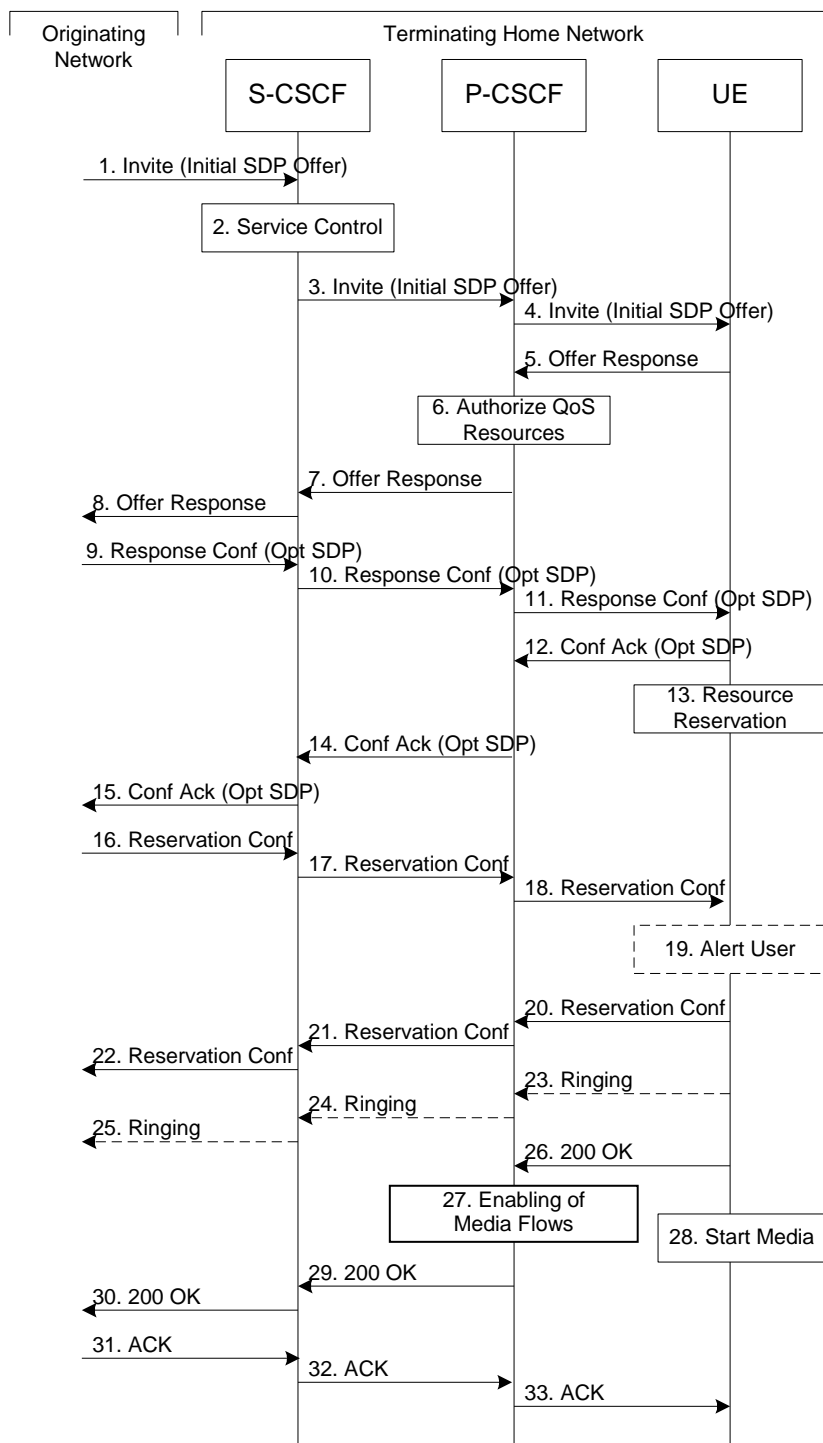 Originating
Network
Terminating Home Network
S-CSCF
P-CSCF
UE
1. Invite (Initial SDP Offer)
2. Service Control
3. Invite (Initial SDP Offer)
4. Invite (Initial SDP Offer)
5. Offer Response
6. Authorize QoS
Resources
7. Offer Response
8. Offer Response
9. Response Conf (Opt SDP)
10. Response Conf (Opt SDP)
11. Response Conf (Opt SDP)
12. Conf Ack (Opt SDP)
13. Resource
Reservation
14. Conf Ack (Opt SDP)
15. Conf Ack (Opt SDP)
16. Reservation Conf
17. Reservation Conf
18. Reservation Conf
19. Alert User
20. Reservation Conf
21. Reservation Conf
22. Reservation Conf
23. Ringing
24. Ringing
25. Ringing
26. 200 OK
27. Enabling of
Media Flows
28. Start Media
29. 200 OK
30. 200 OK
31. ACK
32. ACK
33. ACK